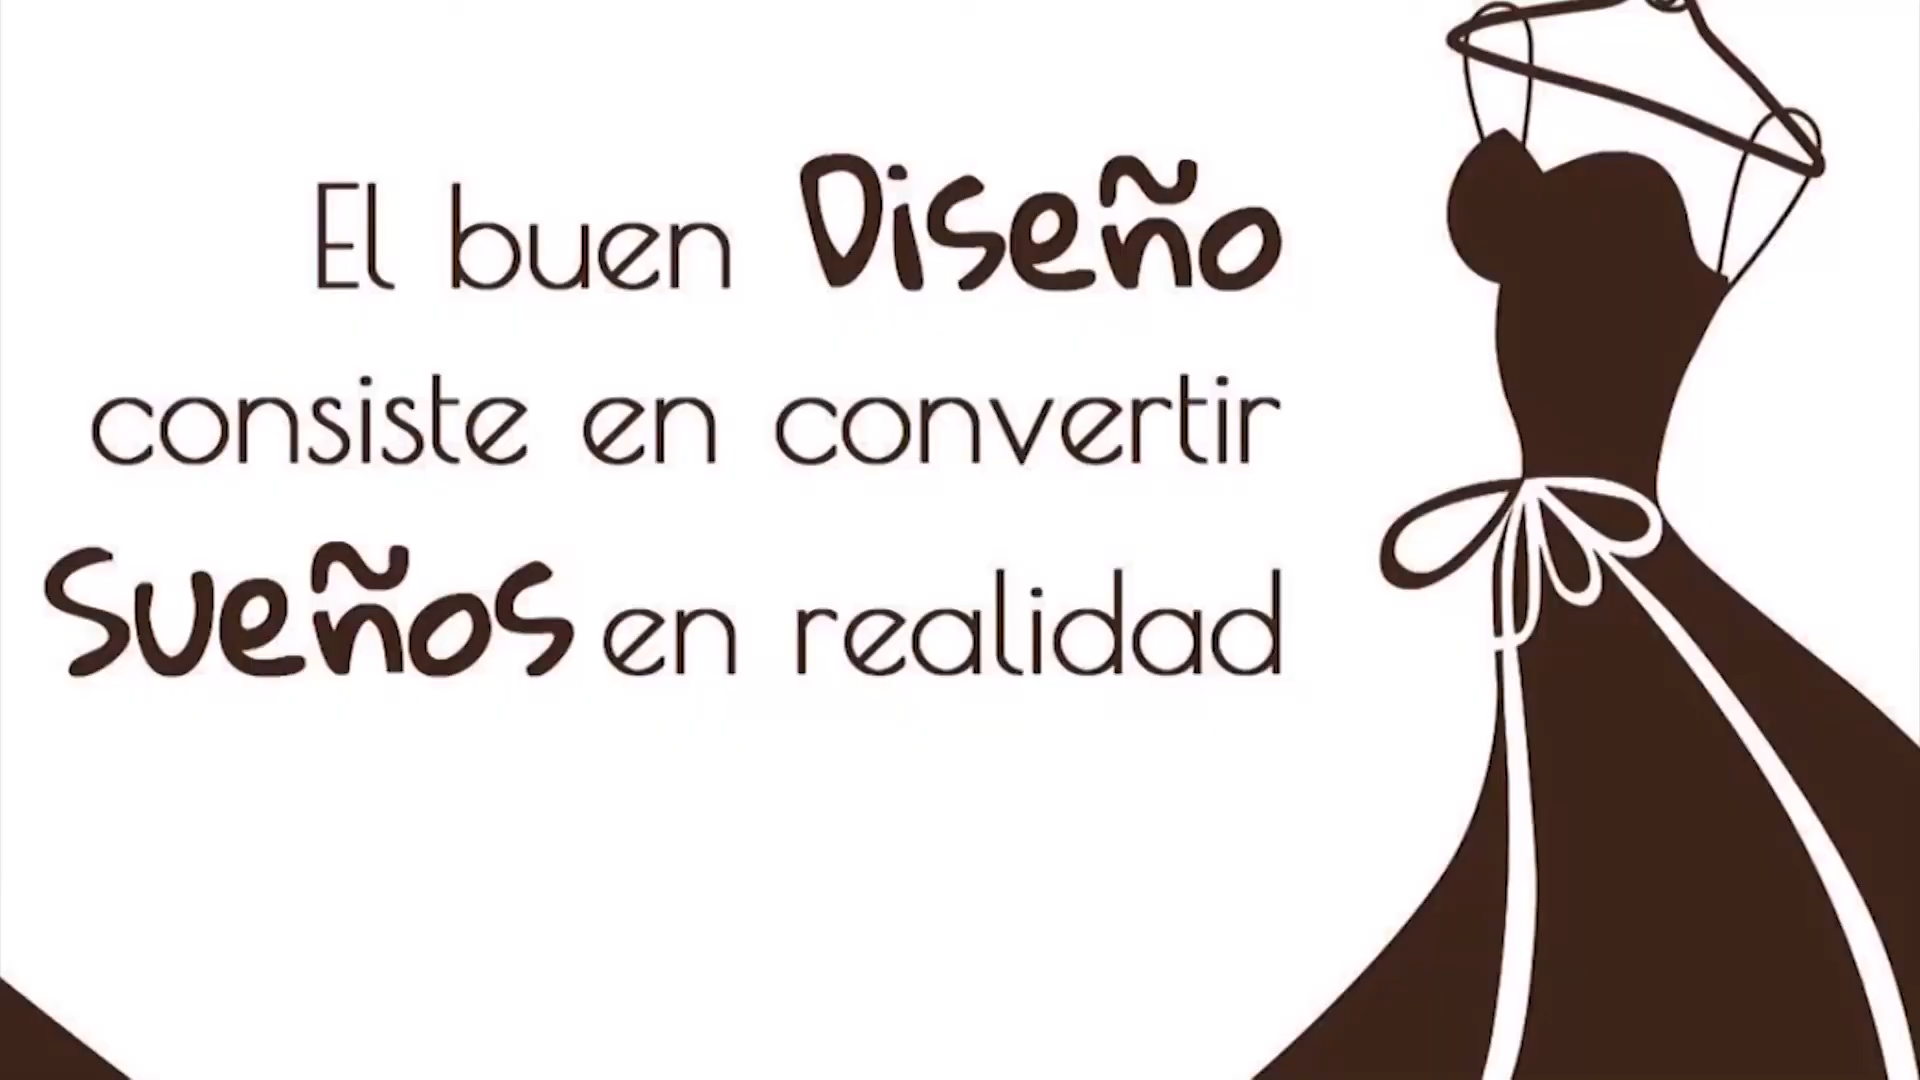 El buen Diseño
consiste en convertir
Sueños en realidad